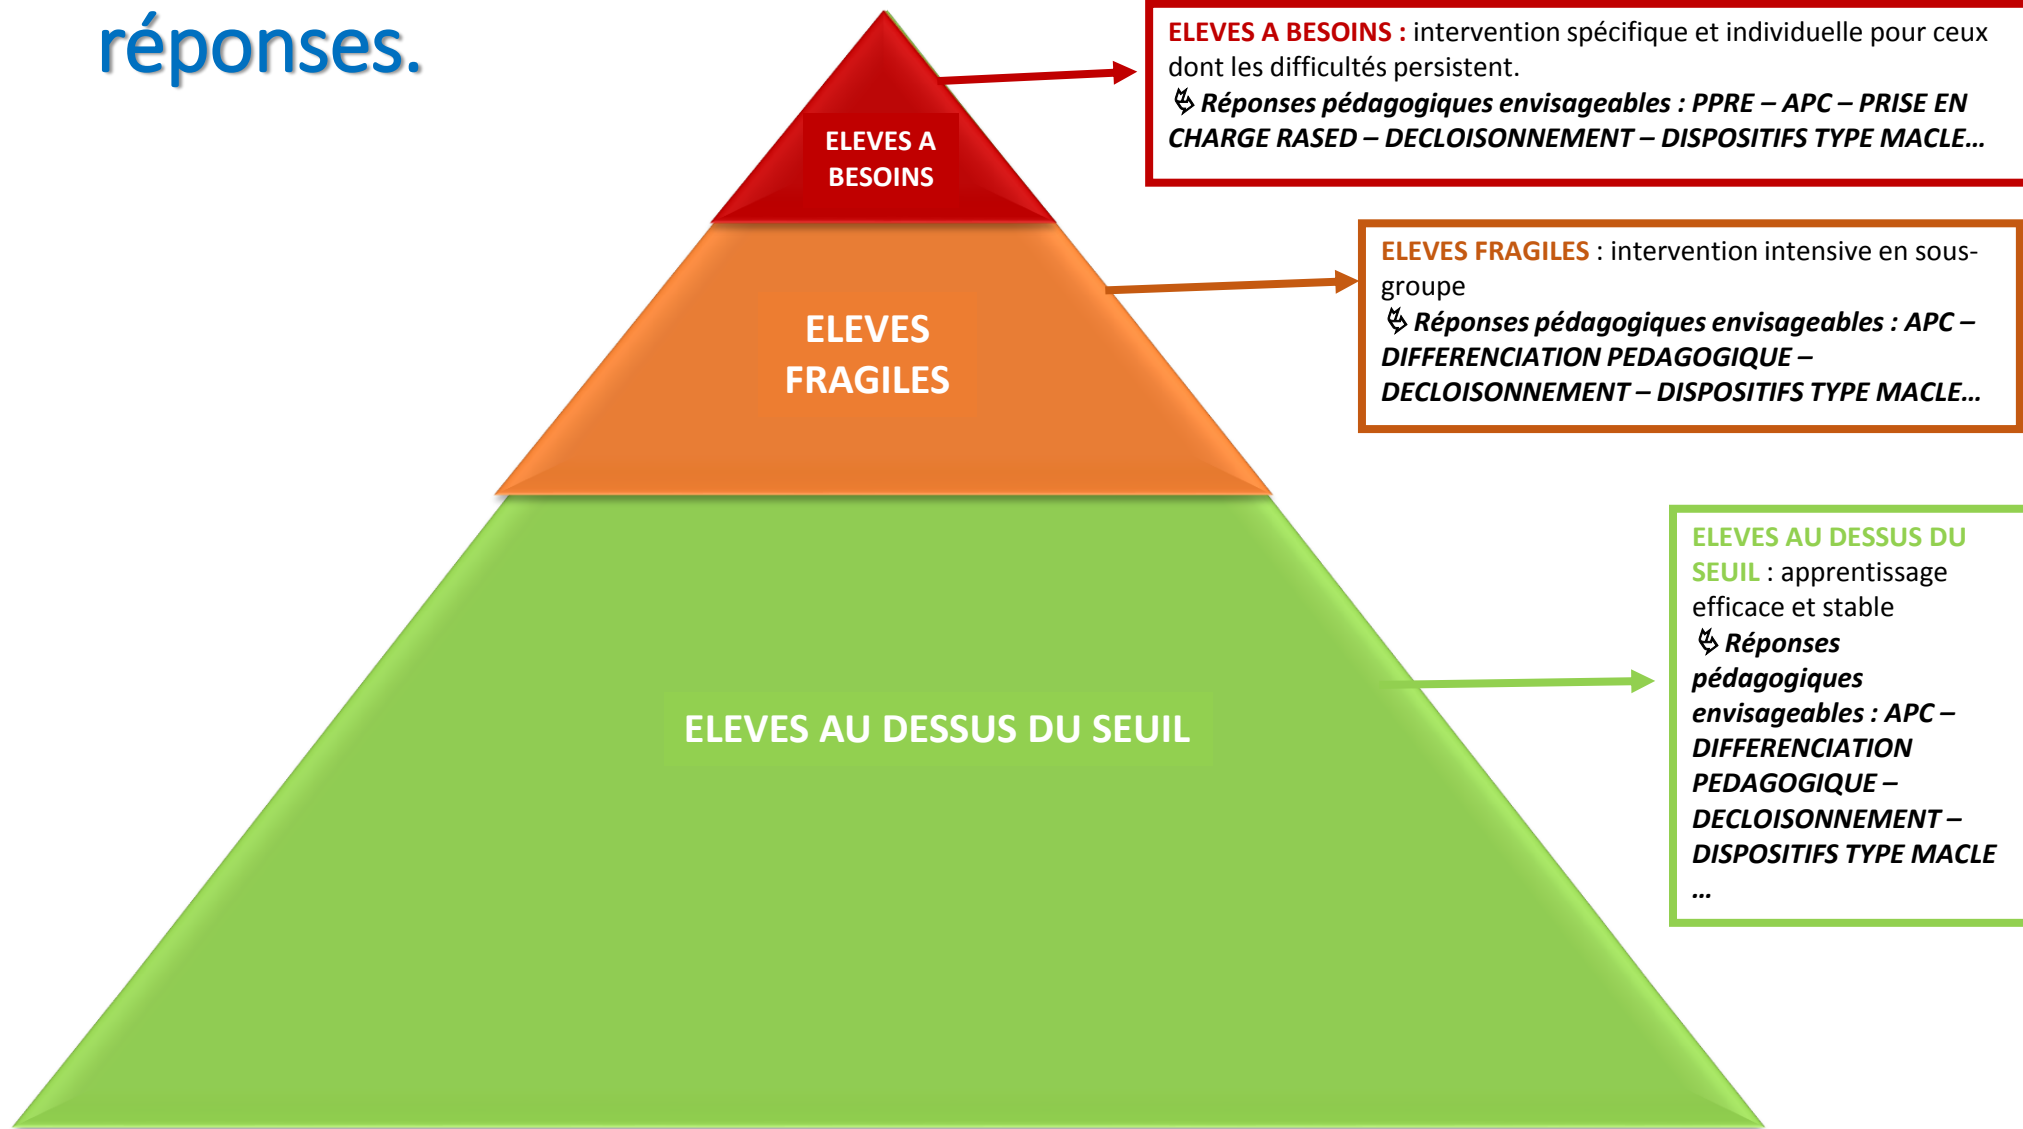 réponses.
ELEVES A BESOINS : intervention spécifique et individuelle pour ceux
dont les difficultés persistent.
Réponses pédagogiques envisageables : PPRE – APC – PRISE EN
CHARGE RASED – DECLOISONNEMENT – DISPOSITIFS TYPE MACLE…
ELEVES A
BESOINS
ELEVES FRAGILES : intervention intensive en sous-
groupe
Réponses pédagogiques envisageables : APC –
DIFFERENCIATION PEDAGOGIQUE –
DECLOISONNEMENT – DISPOSITIFS TYPE MACLE…
ELEVES
FRAGILES
ELEVES AU DESSUS DU
SEUIL : apprentissage
efficace et stable
Réponses
pédagogiques
envisageables : APC –
DIFFERENCIATION
PEDAGOGIQUE –
DECLOISONNEMENT –
DISPOSITIFS TYPE MACLE
…
ELEVES AU DESSUS DU SEUIL